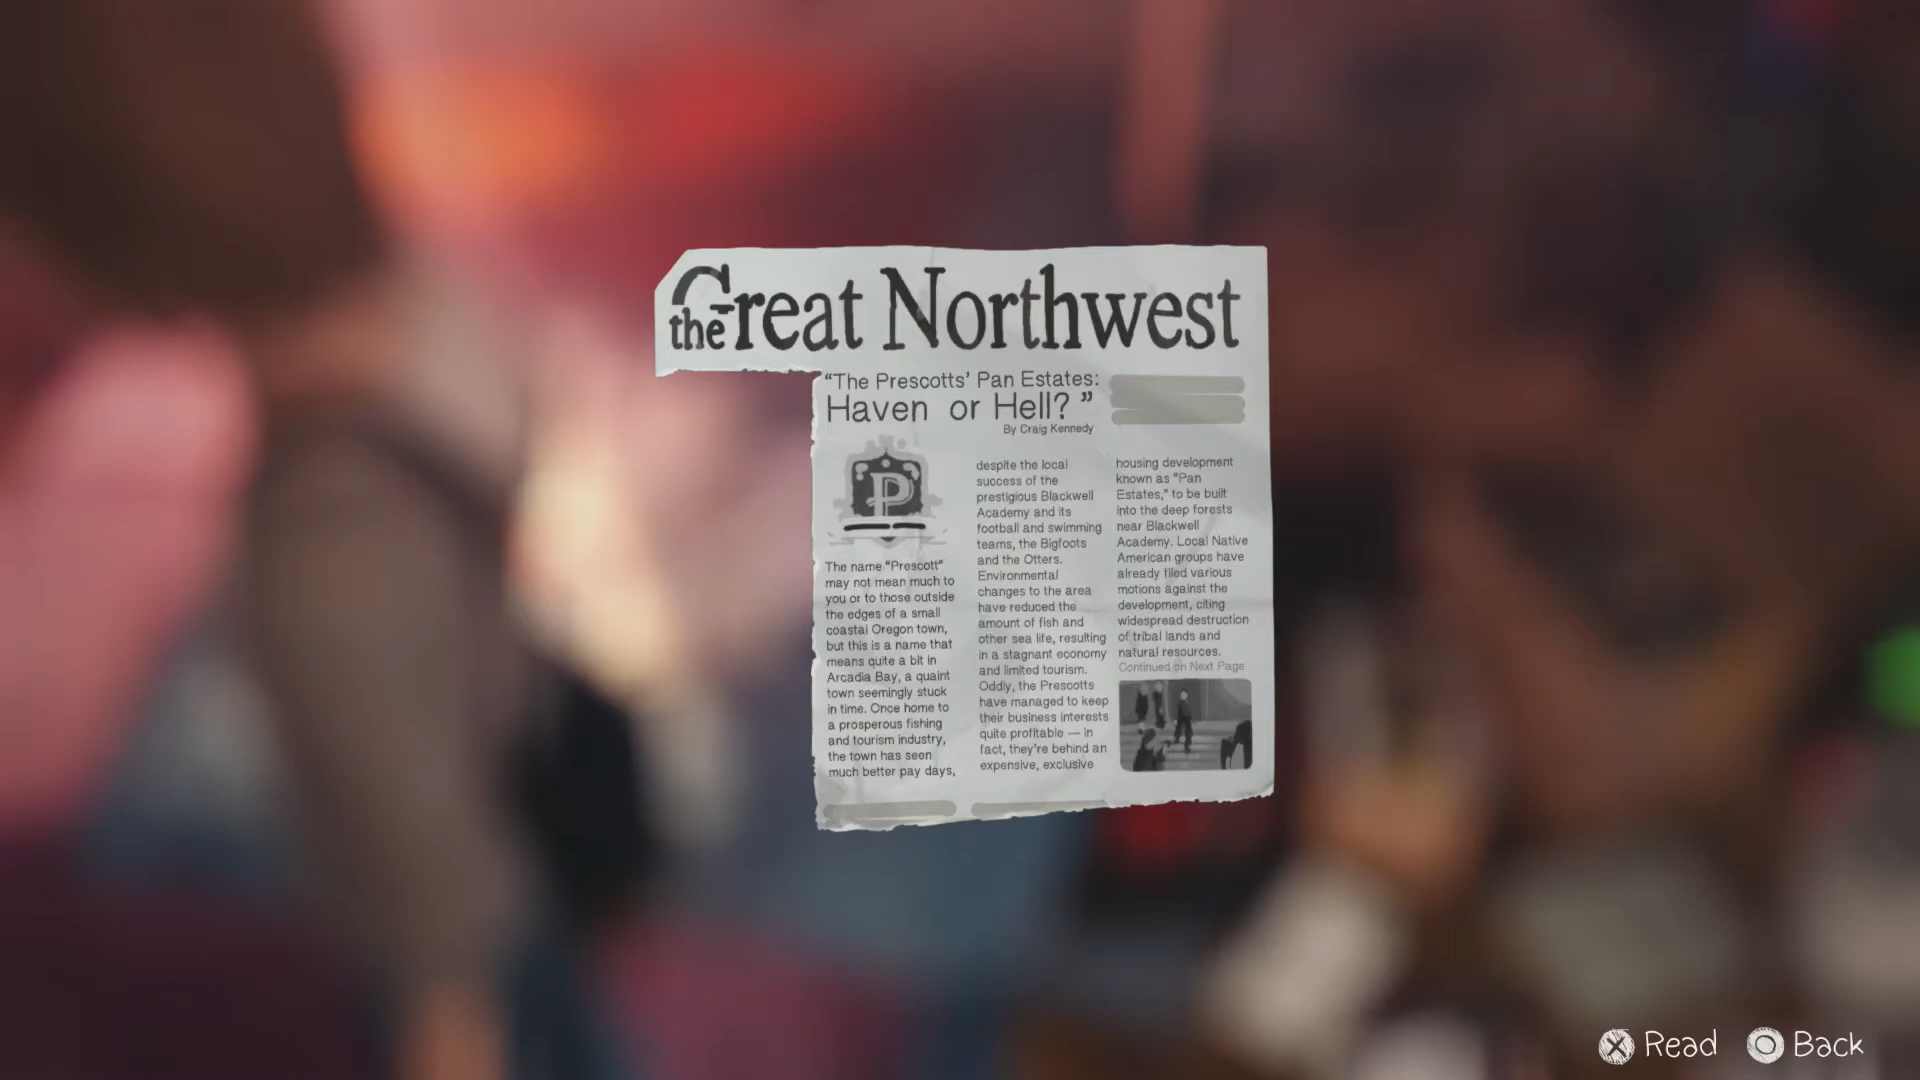 the Great Northwest
“The Prescotts’ Pan Estates:
Haven or Hell? ”
By Craig Kennedy
P
The name “Prescott”
may not mean much to
you or to those outside
the edges of a small
coastal Oregon town,
but this is a name that
means quite a bit in
Arcadia Bay, a quaint
town seemingly stuck
in time. Once home to
a prosperous fishing
and tourism industry,
the town has seen
much better pay days,
despite the local
success of the
prestigious Blackwell
Academy and its
football and swimming
teams, the Bigfoots
and the Otters.
Environmental
changes to the area
have reduced the
amount of fish and
other sea life, resulting
in a stagnant economy
and limited tourism.
Oddly, the Prescotts
have managed to keep
their business interests
quite profitable — in
fact, they’re behind an
expensive, exclusive
housing development
known as “Pan
Estates,” to be built
into the deep forests
near Blackwell
Academy. Local Native
American groups have
already filed various
motions against the
development, citing
widespread destruction
of tribal lands and
natural resources.
Continued on Next Page
Read
Back